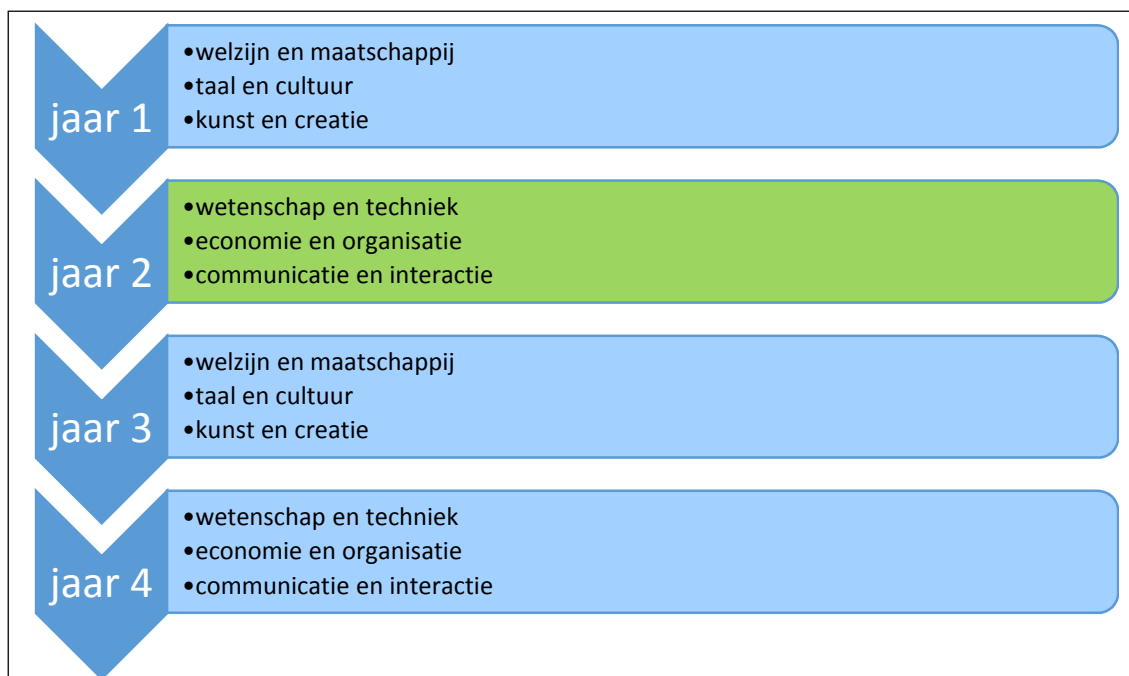 jaar 1
•welzijn en maatschappij
•taal en cultuur
•kunst en creatie
jaar 2
•wetenschap en techniek
•economie en organisatie
•communicatie en interactie
jaar 3
•welzijn en maatschappij
•taal en cultuur
•kunst en creatie
jaar 4
•wetenschap en techniek
•economie en organisatie
•communicatie en interactie